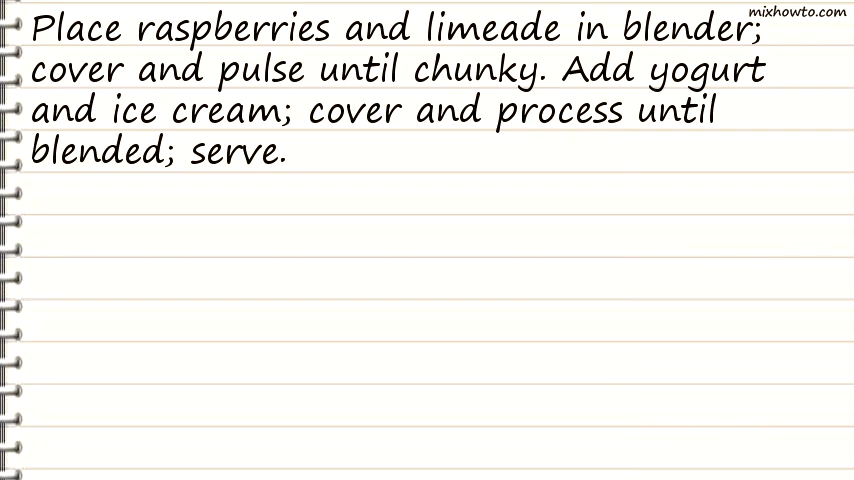 mixhowto.com
Place raspberries and limeade in blender;
cover and pulse until chunky. Add yogurt
and ice cream; cover and process until
blended; serve.